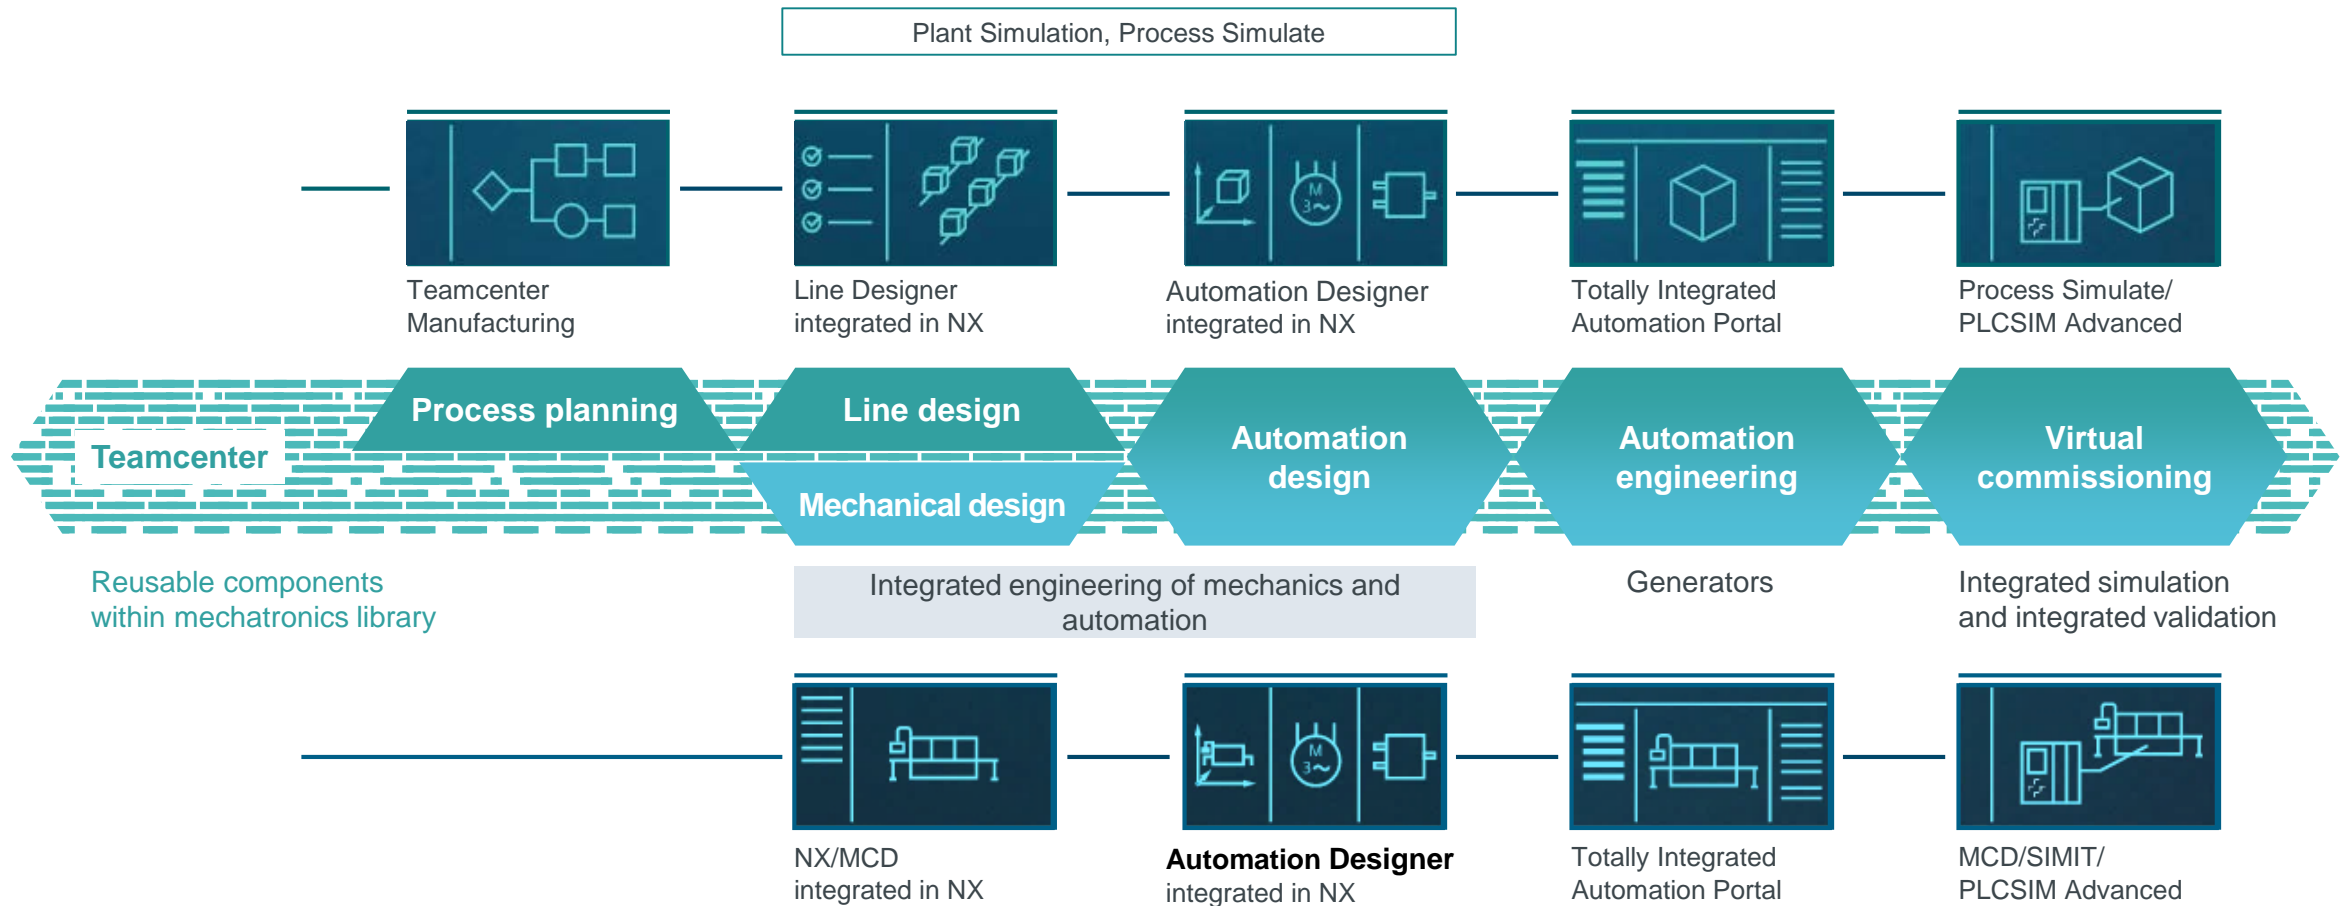 Plant Simulation, Process Simulate
Teamcenter
Manufacturing
Line Designer
integrated in NX
M
3~
Automation Designer
integrated in NX
Totally Integrated
Automation Portal
Process Simulate/
PLCSIM Advanced
Teamcenter
Process planning
Line design
Mechanical design
Automation
design
Automation
engineering
Virtual
commissioning
Reusable components
within mechatronics library
Integrated engineering of mechanics and
automation
Generators
Integrated simulation
and integrated validation
NX/MCD
integrated in NX
M
3~
Automation Designer
integrated in NX
Totally Integrated
Automation Portal
MCD/SIMIT/
PLCSIM Advanced